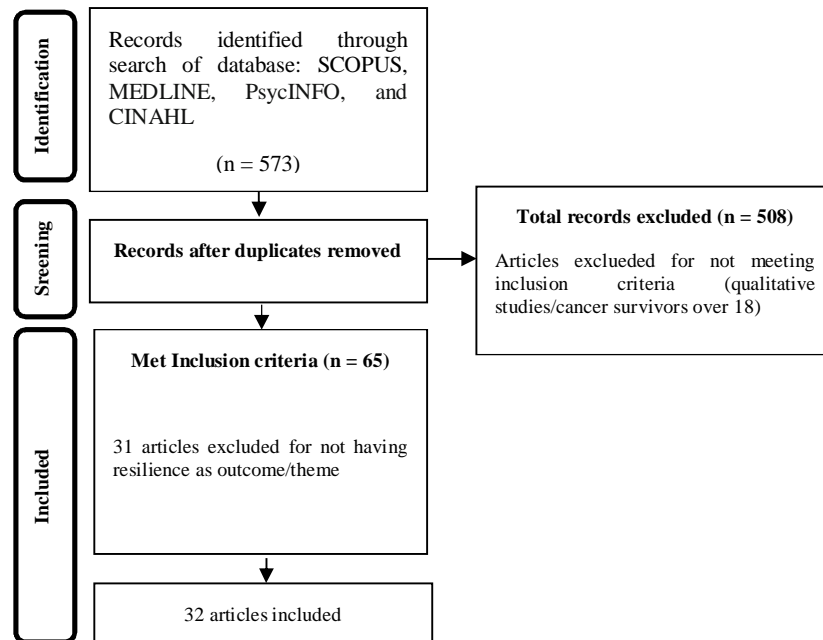 Identification
Records identified through
search of database: SCOPUS,
MEDLINE, PsycINFO, and
CINAHL
(n = 573)
Sreening
Records after duplicates removed
Total records excluded (n = 508)
Articles exclueded for not meeting
inclusion criteria (qualitative
studies/cancer survivors over 18)
Included
Met Inclusion criteria (n = 65)
31 articles excluded for not having
resilience as outcome/theme
32 articles included